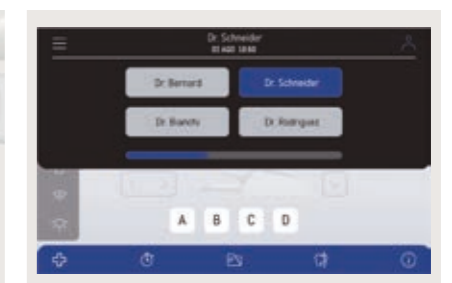 Dr. Schneider
Dr. Bernard
Dr. Schneider
Dr. Bianchi
Dr. Rodriguez
A B C D